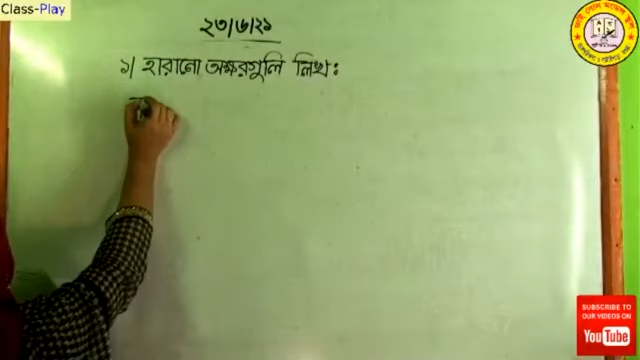 Class-Play
২৩/৬/২১
১/ হারানো অক্ষরগুলি লিখঃ
SUBSCRIBE TO
OUR VIDEOS ON
YouTube